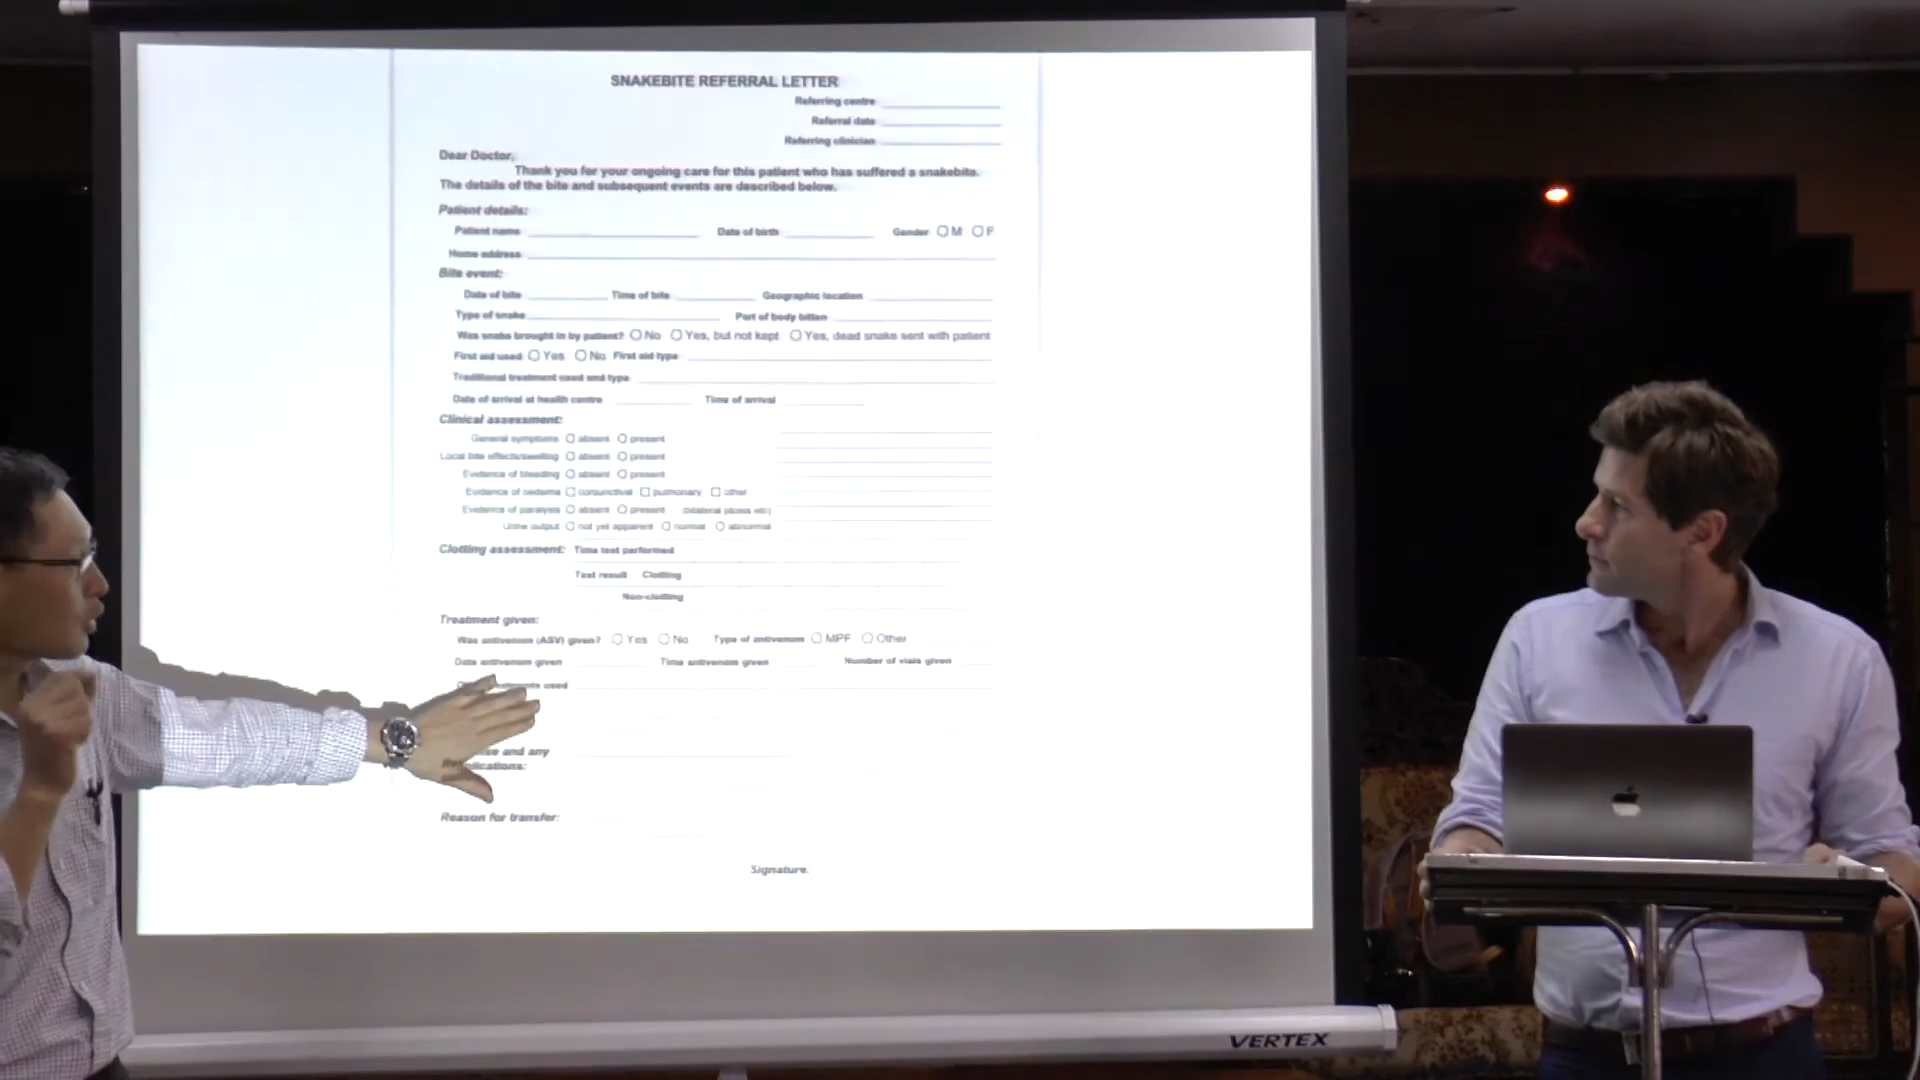 SNAKEBITE REFERRAL LETTER
Referring centre
Referral date
Referring clinician
Dear Doctor,
Thank you for your ongoing care for this patient who has suffered a snakebite.
The details of the bite and subsequent events are described below.
Patient details:
Patient name Date of birth Gender M F
Home address
Bite event:
Date of bite Time of bite Geographic location
Type of snake Part of body bitten
Was snake brought in by patient? No Yes, but not kept Yes, dead snake sent with patient
First aid used Yes No First aid type
Traditional treatment used and type
Date of arrival at health centre Time of arrival
Clinical assessment:
General symptoms absent present
Local bite effects/swelling absent present
Evidence of bleeding absent present
Evidence of oedema conjunctival pulmonary other
Evidence of paralysis absent present (bilateral ptosis etc)
Urine output not yet apparent normal abnormal
Clotting assessment: Time test performed
Test result Clotting
Non-clotting
Treatment given:
Was antivenom (ASV) given? Yes No Type of antivenom MPF Other
Date antivenom given Time antivenom given Number of vials given
used
and any
Reason for transfer:
Signature:
VERTEX